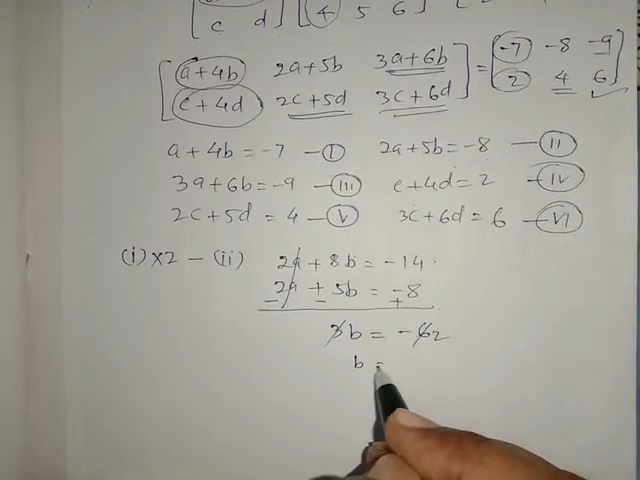 c d] [4 5 6] [
[a+4b 2a+5b 3a+6b] = [-7 -8 -9]
[c+4d 2c+5d 3c+6d] [2 4 6]
a+4b=-7 —(I) 2a+5b=-8 —(II)
3a+6b=-9 —(III) c+4d=2 —(IV)
2c+5d=4 —(V) 3c+6d=6 —(VI)
(i)×2 - (ii) 2a+8b=-14
2a+5b=-8
- - +
3b = -62
b =